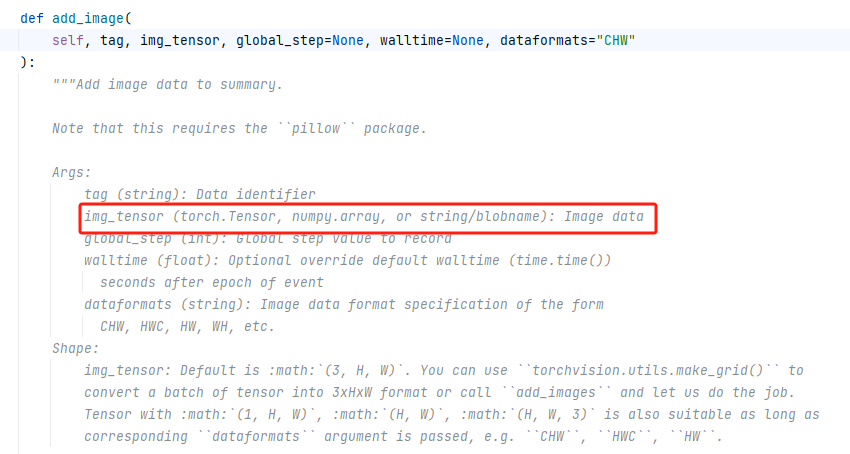 def add_image(
self, tag, img_tensor, global_step=None, walltime=None, dataformats="CHW"
):
"""Add image data to summary.
Note that this requires the ``pillow`` package.
Args:
tag (string): Data identifier
img_tensor (torch.Tensor, numpy.array, or string/blobname): Image data
global_step (int): Global step value to record
walltime (float): Optional override default walltime (time.time())
seconds after epoch of event
dataformats (string): Image data format specification of the form
CHW, HWC, HW, WH, etc.
Shape:
img_tensor: Default is :math:`(3, H, W)`. You can use ``torchvision.utils.make_grid()`` to
convert a batch of tensor into 3xHxW format or call ``add_images`` and let us do the job.
Tensor with :math:`(1, H, W)`, :math:`(H, W)`, :math:`(H, W, 3)` is also suitable as long as
corresponding ``dataformats`` argument is passed, e.g. ``CHW``, ``HWC``, ``HW``.